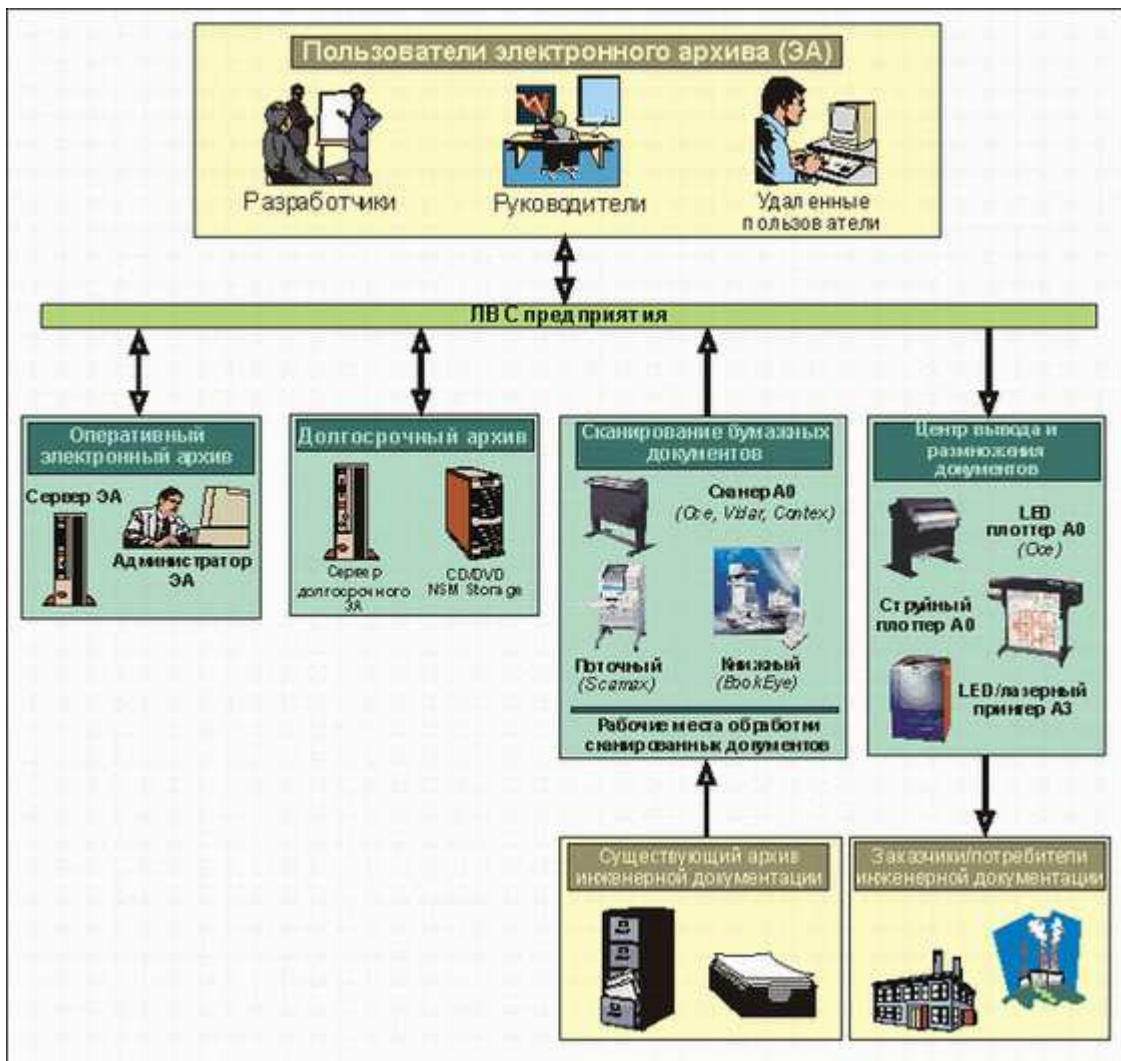 Пользователи электронного архива (ЭА)
Разработчики
Руководители
Удаленные
пользователи
ЛВС предприятия
Оперативный
электронный архив
Сервер ЭА
Администратор
ЭА
Долгосрочный архив
Сервер
долгосрочного
ЭА
CD/DVD
NSM Storage
Сканирование бумажных
документов
Сканер А0
(Oce, Vidar, Contex)
Поточный
(Scamax)
Книжный
(BookEye)
Рабочие места обработки
сканированных документов
Центр вывода и
размножения
документов
LED
плоттер А0
(Oce)
Струйный
плоттер А0
LED/лазерный
принтер А3
Существующий архив
инженерной документации
Заказчики/потребители
инженерной документации